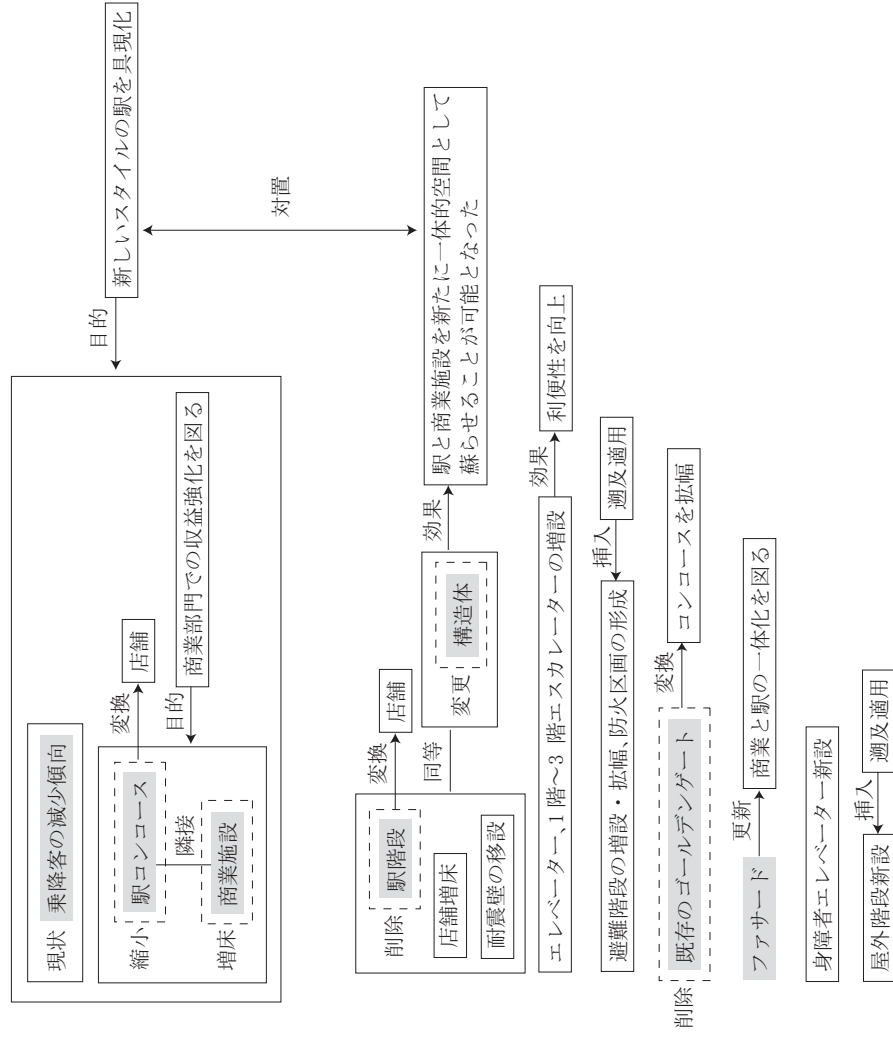 現状 乗降客の減少傾向
縮小 駅コンコース
変換
店舗
隣接
増床 商業施設
目的
商業部門での収益強化を図る
目的
新しいスタイルの駅を具現化
対置
削除 駅階段
変換
店舗
店舗増床
耐震壁の移設
同等
変更 構造体
効果
駅と商業施設を新たに一体的空間として
蘇らせることが可能となった
エレベーター、1階〜3階エスカレーターの増設
効果
利便性を向上
避難階段の増設・拡幅、防火区画の形成
挿入
遡及適用
削除 既存のゴールデンゲート
変換
コンコースを拡幅
ファサード
更新
商業と駅の一体化を図る
身障者エレベーター新設
屋外階段新設
挿入
遡及適用